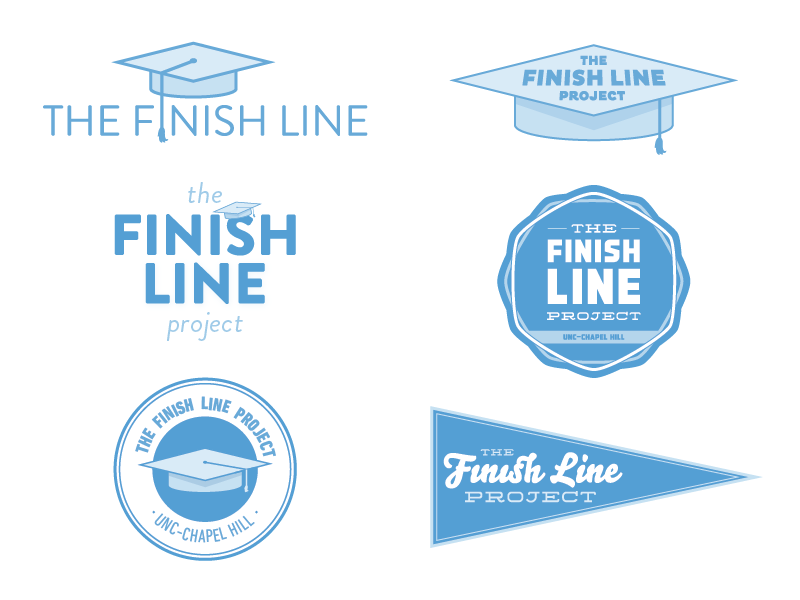 THE FINISH LINE
THE
FINISH LINE
PROJECT
the
FINISH
LINE
project
THE
FINISH
LINE
PROJECT
UNC-CHAPEL HILL
THE FINISH LINE PROJECT
· UNC-CHAPEL HILL ·
THE
Finish Line
PROJECT